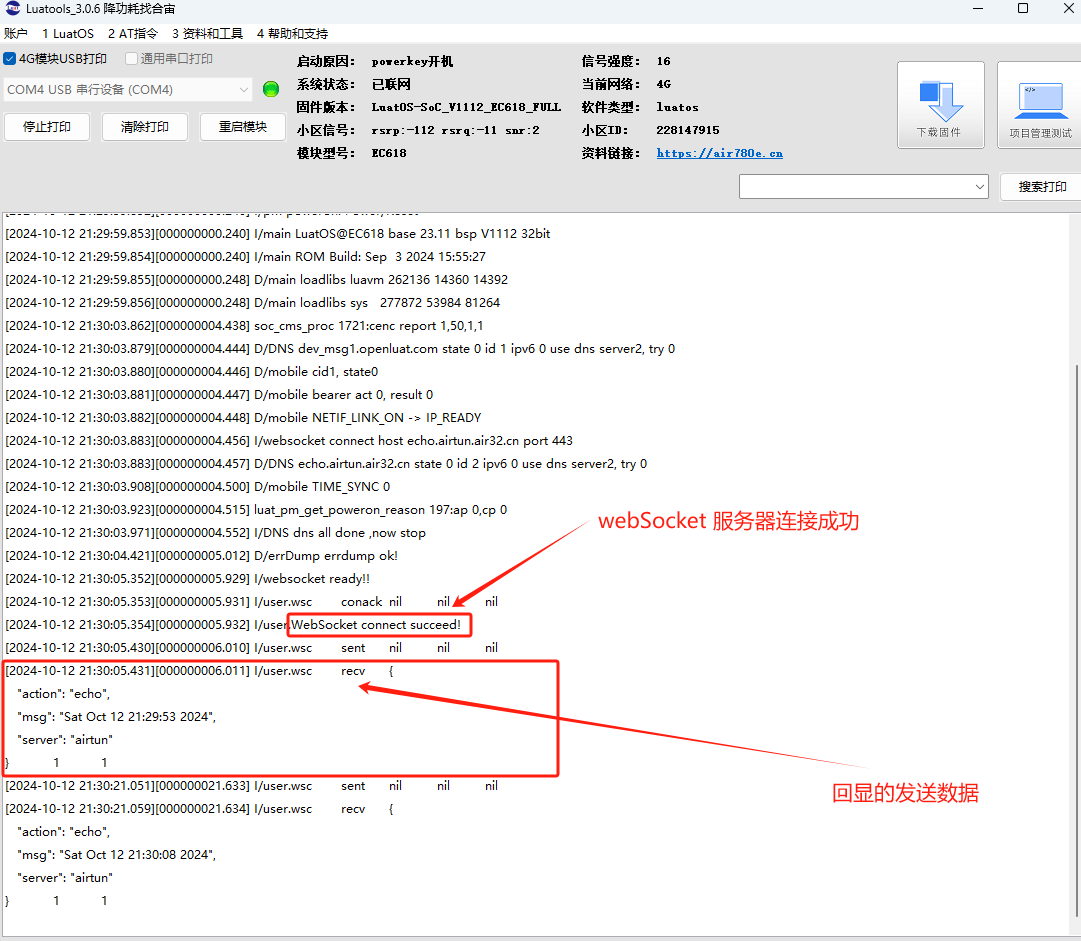 Luatools_3.0.6 降功耗找合宙
账户 1 LuatOS 2 AT指令 3 资料和工具 4 帮助和支持
4G模块USB打印 通用串口打印
COM4 USB 串行设备 (COM4)
停止打印 清除打印 重启模块
启动原因: powerkey开机 信号强度: 16
系统状态: 已联网 当前网络: 4G
固件版本: LuatOS-SoC_V1112_EC618_FULL 软件类型: luatos
小区信号: rsrp:-112 rsrq:-11 snr:2 小区ID: 228147915
模块型号: EC618 资料链接: https://air780e.cn
下载固件 项目管理测试
搜索打印
[2024-10-12 21:29:59.853][000000000.240] I/main LuatOS@EC618 base 23.11 bsp V1112 32bit
[2024-10-12 21:29:59.854][000000000.240] I/main ROM Build: Sep 3 2024 15:55:27
[2024-10-12 21:29:59.855][000000000.248] D/main loadlibs luavm 262136 14360 14392
[2024-10-12 21:29:59.856][000000000.248] D/main loadlibs sys 277872 53984 81264
[2024-10-12 21:30:03.862][000000004.438] soc_cms_proc 1721:cenc report 1,50,1,1
[2024-10-12 21:30:03.879][000000004.444] D/DNS dev_msg1.openluat.com state 0 id 1 ipv6 0 use dns server2, try 0
[2024-10-12 21:30:03.880][000000004.446] D/mobile cid1, state0
[2024-10-12 21:30:03.881][000000004.447] D/mobile bearer act 0, result 0
[2024-10-12 21:30:03.882][000000004.448] D/mobile NETIF_LINK_ON -> IP_READY
[2024-10-12 21:30:03.883][000000004.456] I/websocket connect host echo.airtun.air32.cn port 443
[2024-10-12 21:30:03.883][000000004.457] D/DNS echo.airtun.air32.cn state 0 id 2 ipv6 0 use dns server2, try 0
[2024-10-12 21:30:03.908][000000004.500] D/mobile TIME_SYNC 0
[2024-10-12 21:30:03.923][000000004.515] luat_pm_get_poweron_reason 197:ap 0,cp 0
[2024-10-12 21:30:03.971][000000004.552] I/DNS dns all done ,now stop
[2024-10-12 21:30:04.421][000000005.012] D/errDump errdump ok!
[2024-10-12 21:30:05.352][000000005.929] I/websocket ready!!
[2024-10-12 21:30:05.353][000000005.931] I/user.wsc conack nil nil nil
[2024-10-12 21:30:05.354][000000005.932] I/user.WebSocket connect succeed!
[2024-10-12 21:30:05.430][000000006.010] I/user.wsc sent nil nil nil
[2024-10-12 21:30:05.431][000000006.011] I/user.wsc recv {
"action": "echo",
"msg": "Sat Oct 12 21:29:53 2024",
"server": "airtun"
} 1 1
[2024-10-12 21:30:21.051][000000021.633] I/user.wsc sent nil nil nil
[2024-10-12 21:30:21.059][000000021.634] I/user.wsc recv {
"action": "echo",
"msg": "Sat Oct 12 21:30:08 2024",
"server": "airtun"
} 1 1
webSocket 服务器连接成功
回显的发送数据